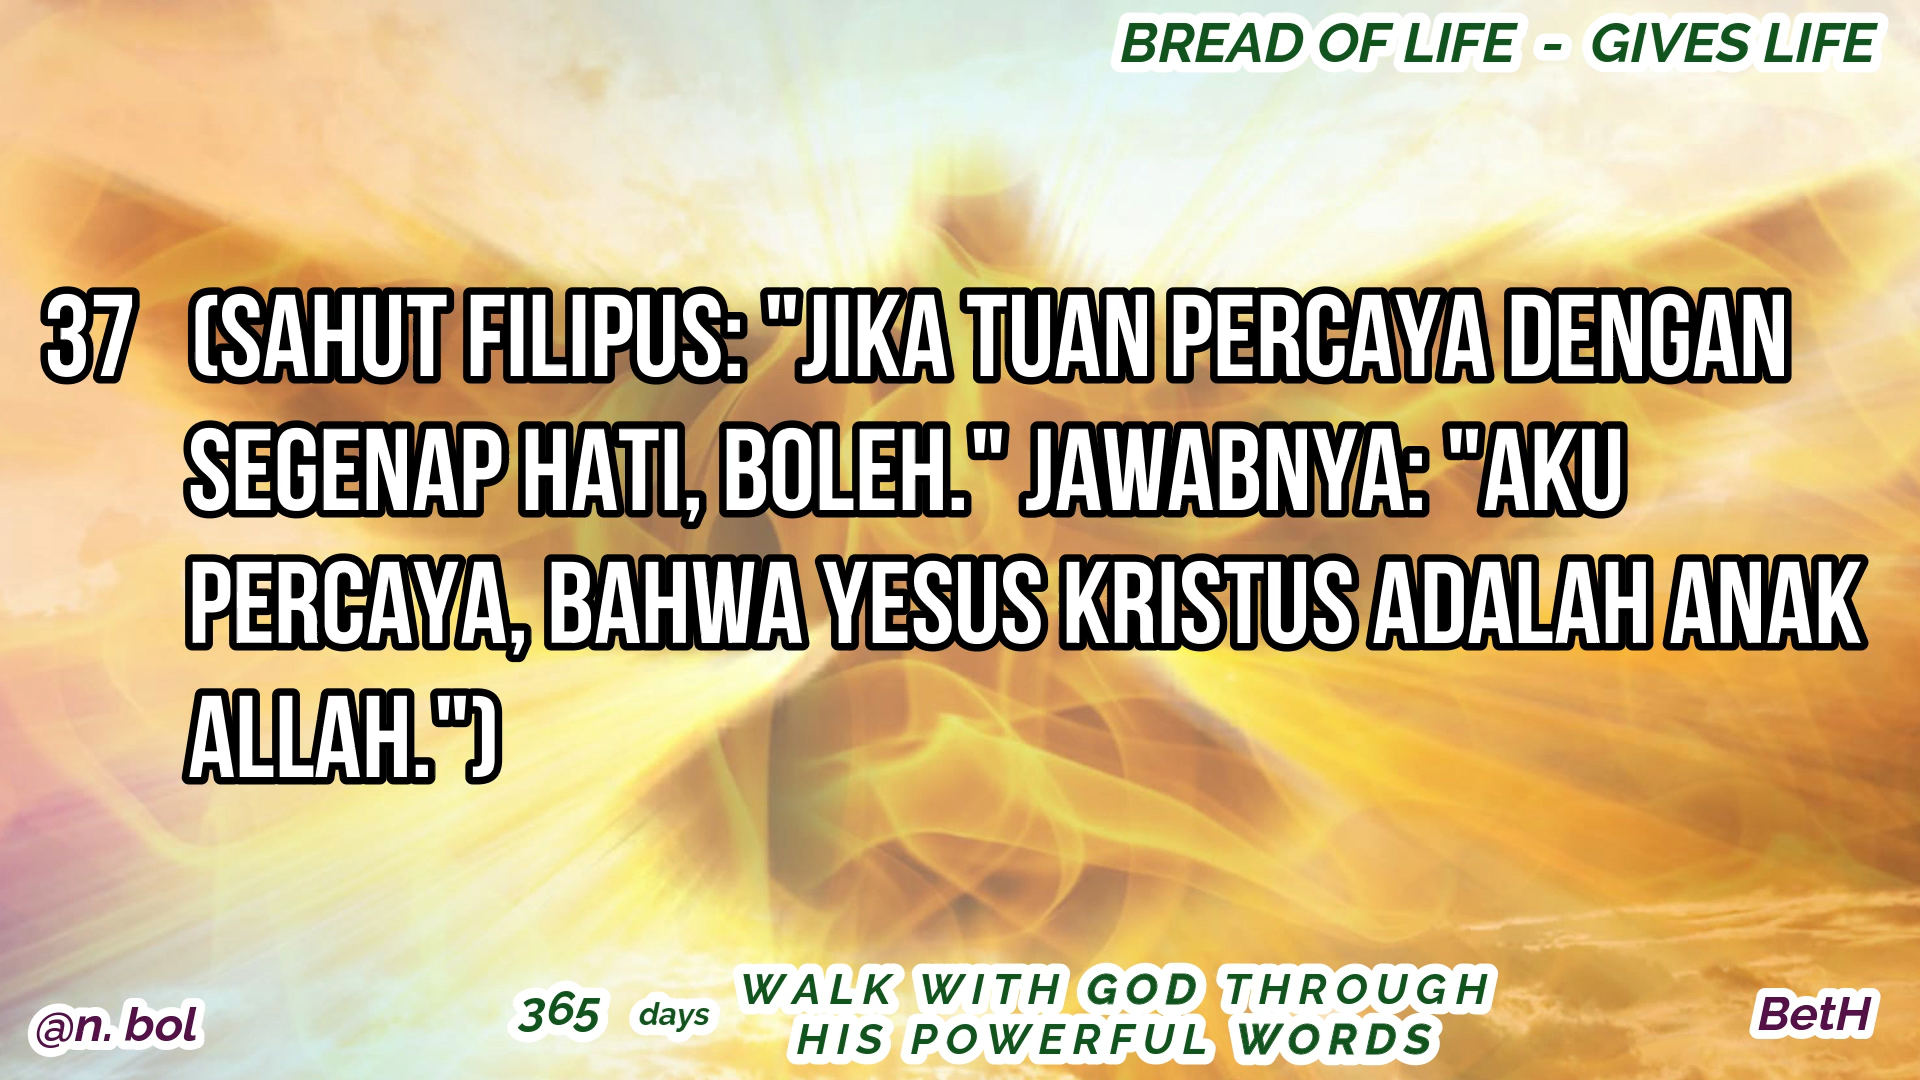 BREAD OF LIFE - GIVES LIFE
37 (SAHUT FILIPUS: "JIKA TUAN PERCAYA DENGAN
SEGENAP HATI, BOLEH." JAWABNYA: "AKU
PERCAYA, BAHWA YESUS KRISTUS ADALAH ANAK
ALLAH.")
@n. bol
365 days
WALK WITH GOD THROUGH
HIS POWERFUL WORDS
BetH